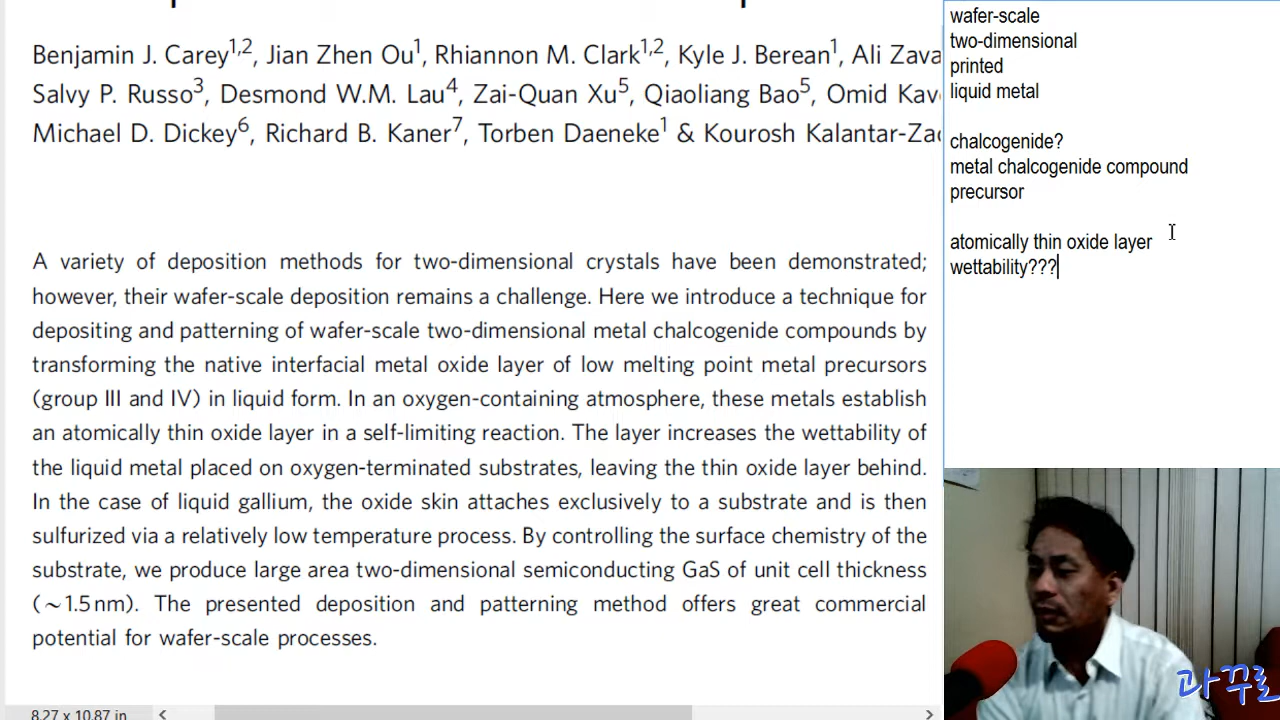 Benjamin J. Carey1,2, Jian Zhen Ou1, Rhiannon M. Clark1,2, Kyle J. Berean1, Ali Zava
Salvy P. Russo3, Desmond W.M. Lau4, Zai-Quan Xu5, Qiaoliang Bao5, Omid Kav
Michael D. Dickey6, Richard B. Kaner7, Torben Daeneke1 & Kourosh Kalantar-Zad
A variety of deposition methods for two-dimensional crystals have been demonstrated;
however, their wafer-scale deposition remains a challenge. Here we introduce a technique for
depositing and patterning of wafer-scale two-dimensional metal chalcogenide compounds by
transforming the native interfacial metal oxide layer of low melting point metal precursors
(group III and IV) in liquid form. In an oxygen-containing atmosphere, these metals establish
an atomically thin oxide layer in a self-limiting reaction. The layer increases the wettability of
the liquid metal placed on oxygen-terminated substrates, leaving the thin oxide layer behind.
In the case of liquid gallium, the oxide skin attaches exclusively to a substrate and is then
sulfurized via a relatively low temperature process. By controlling the surface chemistry of the
substrate, we produce large area two-dimensional semiconducting GaS of unit cell thickness
(~1.5 nm). The presented deposition and patterning method offers great commercial
potential for wafer-scale processes.
8.27 x 10.87 in
wafer-scale
two-dimensional
printed
liquid metal
chalcogenide?
metal chalcogenide compound
precursor
atomically thin oxide layer
wettability???
과꾸로